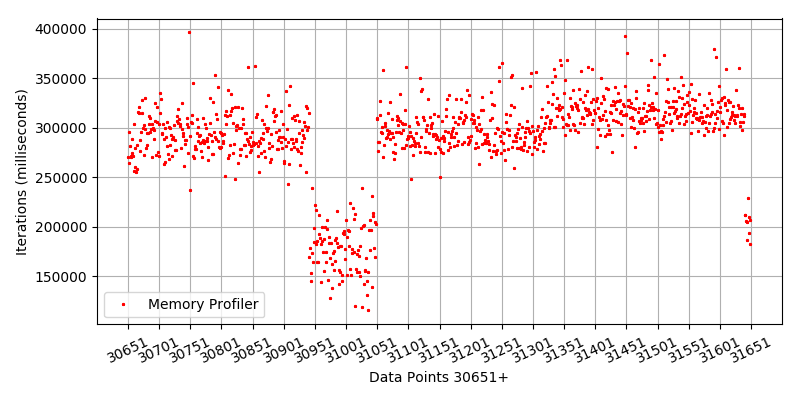 400000
350000
300000
250000
200000
150000
Iterations (milliseconds)
Memory Profiler
30651 30701 30751 30801 30851 30901 30951 31001 31051 31101 31151 31201 31251 31301 31351 31401 31451 31501 31551 31601 31651
Data Points 30651+